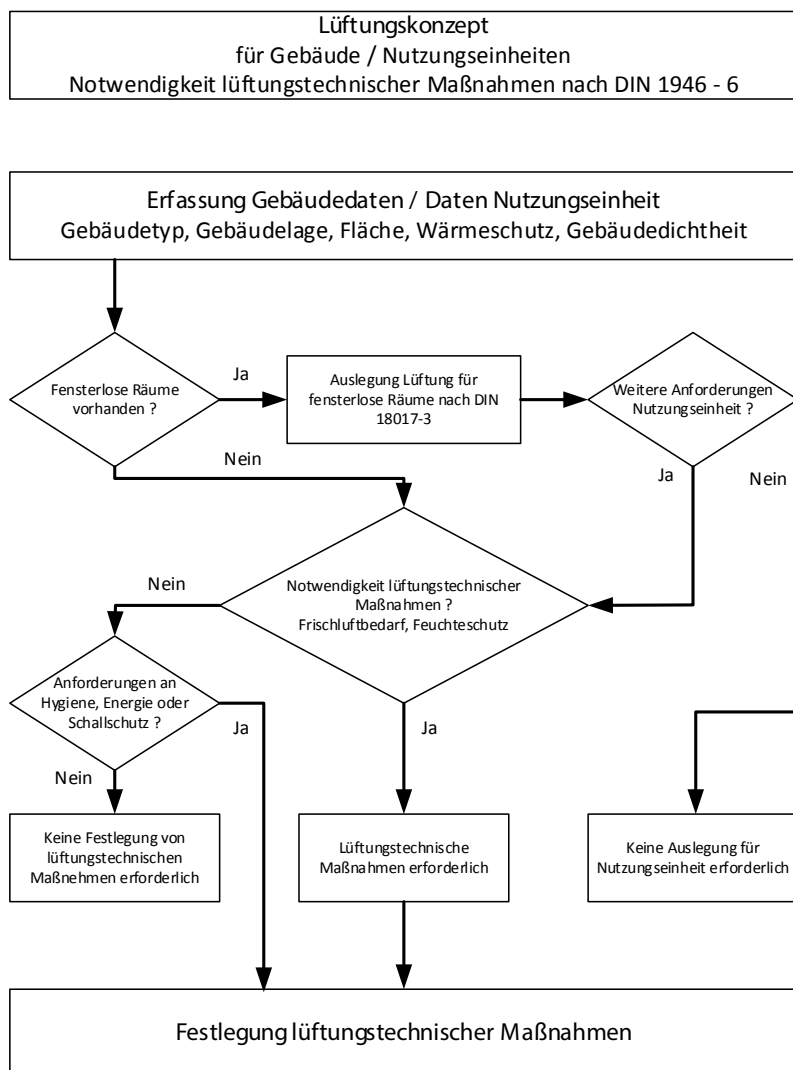 Lüftungskonzept
für Gebäude / Nutzungseinheiten
Notwendigkeit lüftungstechnischer Maßnahmen nach DIN 1946 - 6
Erfassung Gebäudedaten / Daten Nutzungseinheit
Gebäudetyp, Gebäudelage, Fläche, Wärmeschutz, Gebäudedichtheit
Fensterlose Räume
vorhanden ?
Ja
Auslegung Lüftung für
fensterlose Räume nach DIN
18017-3
Weitere Anforderungen
Nutzungseinheit ?
Nein
Ja
Nein
Nein
Notwendigkeit lüftungstechnischer
Maßnahmen ?
Frischluftbedarf, Feuchteschutz
Anforderungen an
Hygiene, Energie oder
Schallschutz ?
Ja
Ja
Nein
Keine Festlegung von
lüftungstechnischen
Maßnehmen erforderlich
Lüftungstechnische
Maßnahmen erforderlich
Keine Auslegung für
Nutzungseinheit erforderlich
Festlegung lüftungstechnischer Maßnahmen